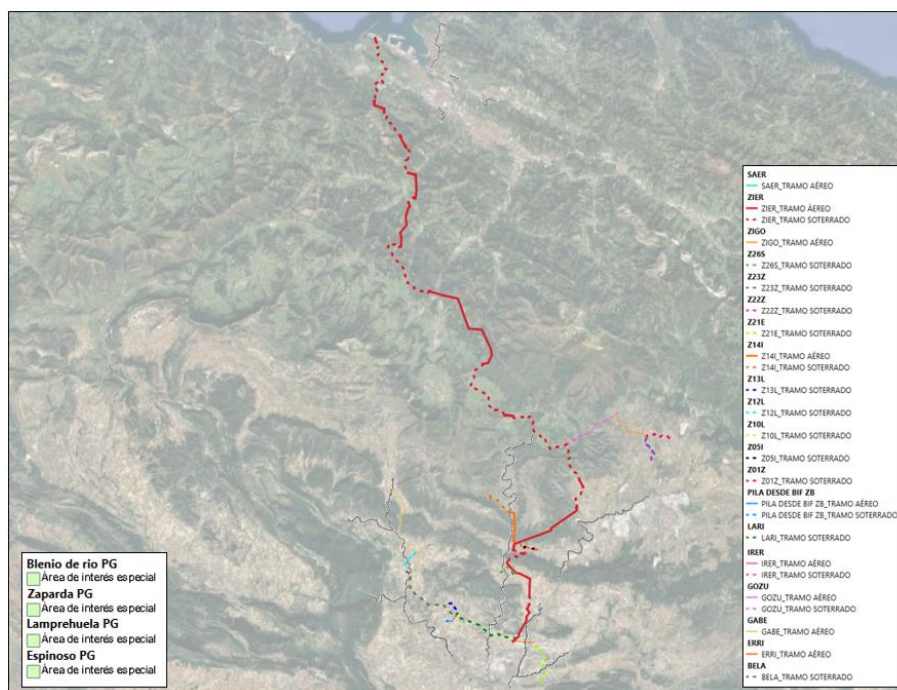 SAER
SAER_TRAMO AÉREO
ZIER
ZIER_TRAMO ÁEREO
ZIER_TRAMO SOTERRADO
ZIGO
ZIGO_TRAMO AÉREO
Z26S
Z26S_TRAMO SOTERRADO
Z23Z
Z23Z_TRAMO SOTERRADO
Z22Z
Z22Z_TRAMO SOTERRADO
Z21E
Z21E_TRAMO SOTERRADO
Z14I
Z14I_TRAMO AÉREO
Z14I_TRAMO SOTERRADO
Z13L
Z13L_TRAMO SOTERRADO
Z12L
Z12L_TRAMO SOTERRADO
Z10L
Z10L_TRAMO SOTERRADO
Z05I
Z05I_TRAMO SOTERRADO
Z01Z
Z01Z_TRAMO SOTERRADO
PILA DESDE BIF ZB
PILA DESDE BIF ZB_TRAMO AÉREO
PILA DESDE BIF ZB_TRAMO SOTERRADO
LARI
LARI_TRAMO SOTERRADO
IRER
IRER_TRAMO AÉREO
IRER_TRAMO SOTERRADO
GOZU
GOZU_TRAMO AÉREO
GOZU_TRAMO SOTERRADO
GABE
GABE_TRAMO AÉREO
ERRI
ERRI_TRAMO AÉREO
BELA
BELA_TRAMO SOTERRADO
Blenio de rio PG
Área de interés especial
Zaparda PG
Área de interés especial
Lamprehuela PG
Área de interés especial
Espinoso PG
Área de interés especial